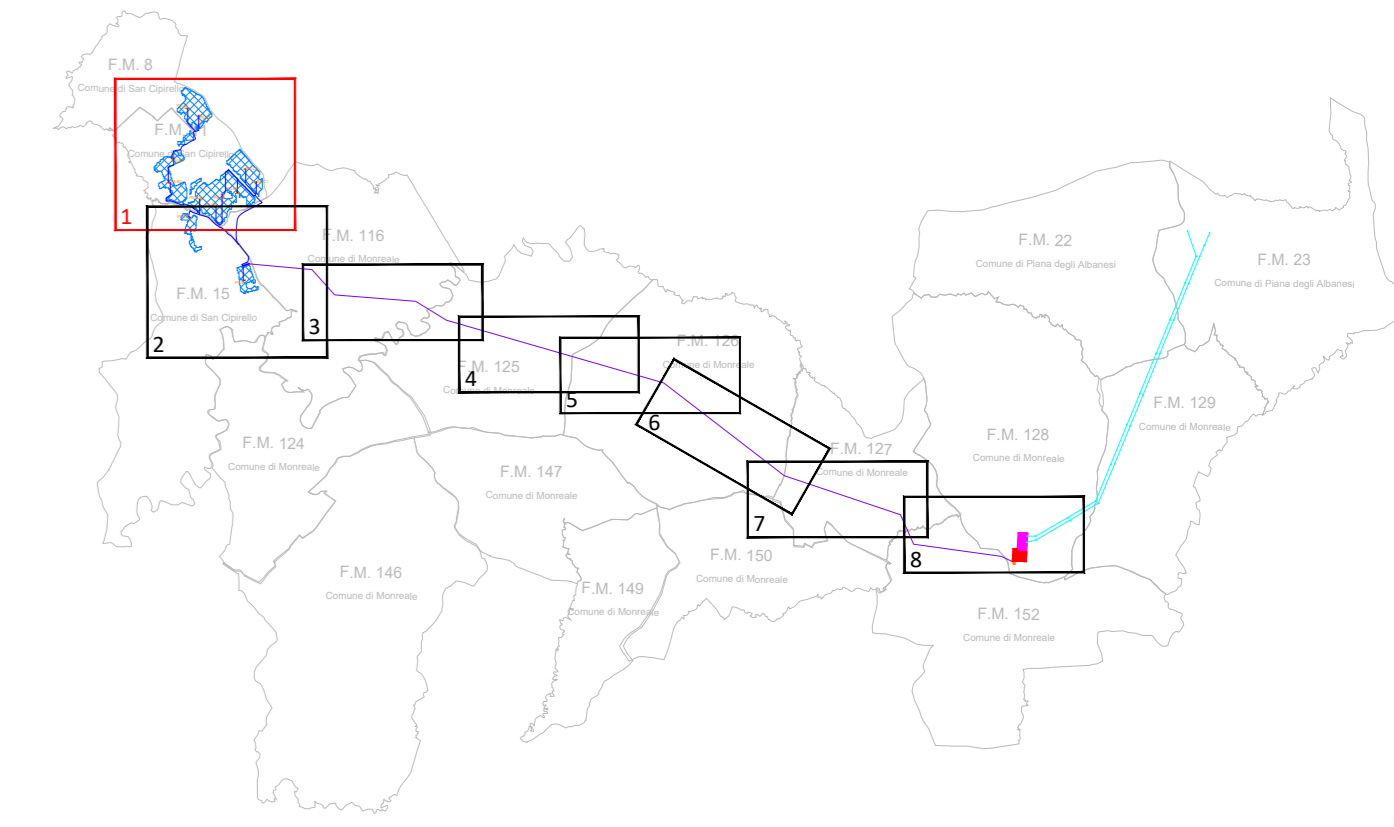 F.M. 8
Comune di San Cipirello
Comune di San Cipirello
1
F.M. 116
Comune di Monreale
F.M. 15
Comune di San Cipirello
2
3
F.M. 22
Comune di Piana degli Albanesi
F.M. 23
Comune di Piana degli Albanesi
F.M. 126
Comune di Monreale
F.M. 125
Comune di Monreale
4
5
6
F.M. 129
Comune di Monreale
F.M. 124
Comune di Monreale
F.M. 147
Comune di Monreale
F.M. 127
Comune di Monreale
F.M. 128
Comune di Monreale
7
8
F.M. 146
Comune di Monreale
F.M. 149
Comune di Monreale
F.M. 150
Comune di Monreale
F.M. 152
Comune di Monreale